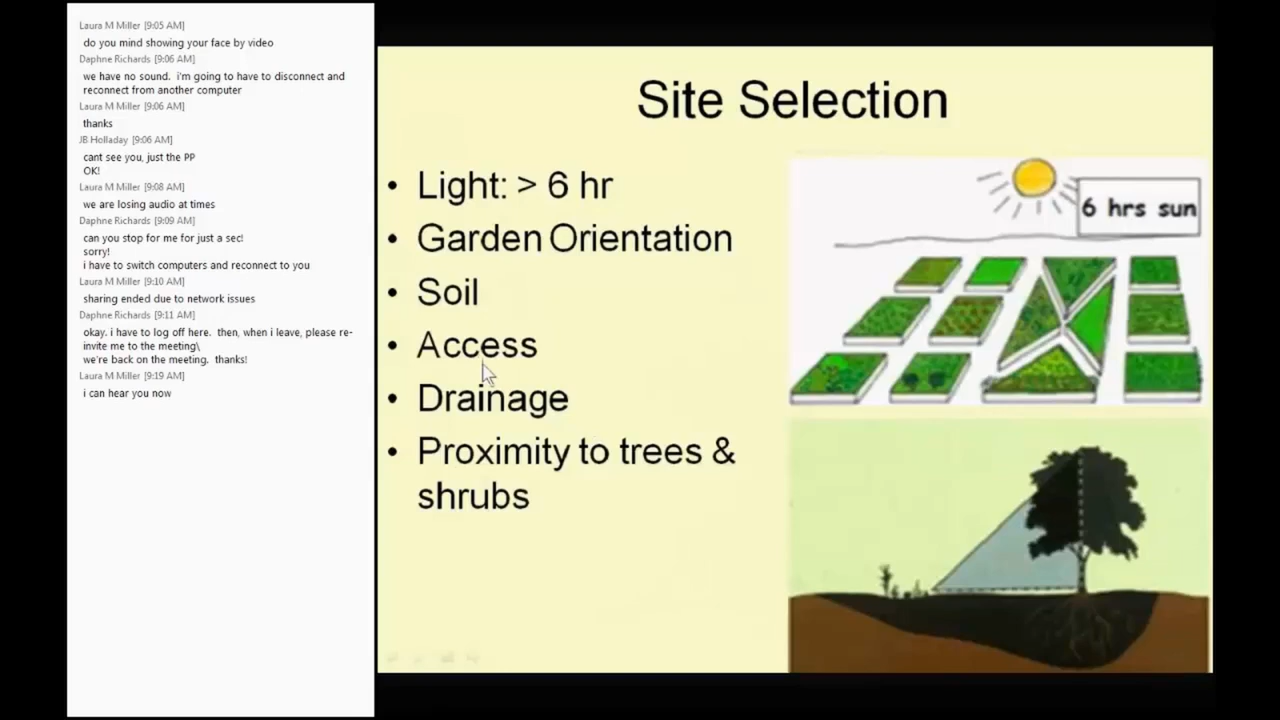 Laura M Miller [9:05 AM]
do you mind showing your face by video
Daphne Richards [9:06 AM]
we have no sound.  i'm going to have to disconnect and
reconnect from another computer
Laura M Miller [9:06 AM]
thanks
JB Holladay [9:06 AM]
cant see you, just the PP
OK!
Laura M Miller [9:08 AM]
we are losing audio at times
Daphne Richards [9:09 AM]
can you stop for me for just a sec!
sorry!
i have to switch computers and reconnect to you
Laura M Miller [9:10 AM]
sharing ended due to network issues
Daphne Richards [9:11 AM]
okay. i have to log off here.  then, when i leave, please re-
invite me to the meeting\
we're back on the meeting.  thanks!
Laura M Miller [9:19 AM]
i can hear you now
Site Selection
• Light: > 6 hr
• Garden Orientation
• Soil
• Access
• Drainage
• Proximity to trees &
shrubs
6 hrs sun